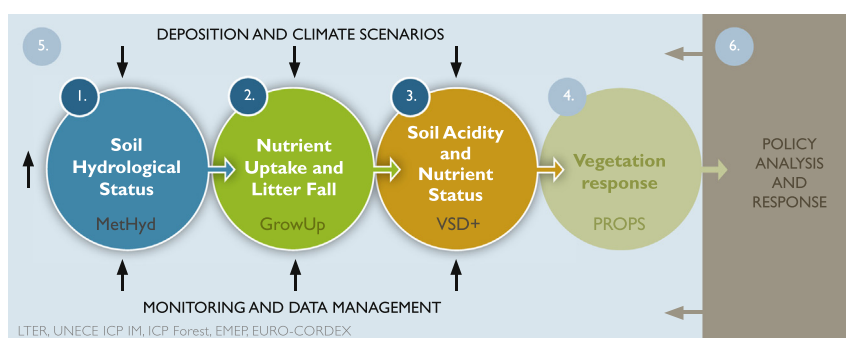 5.
DEPOSITION AND CLIMATE SCENARIOS
6.
1.
Soil
Hydrological
Status
MetHyd
2.
Nutrient
Uptake and
Litter Fall
GrowUp
3.
Soil Acidity
and
Nutrient
Status
VSD+
4.
Vegetation
response
PROPS
POLICY
ANALYSIS
AND
RESPONSE
MONITORING AND DATA MANAGEMENT
LTER, UNECE ICP IM, ICP Forest, EMEP, EURO-CORDEX